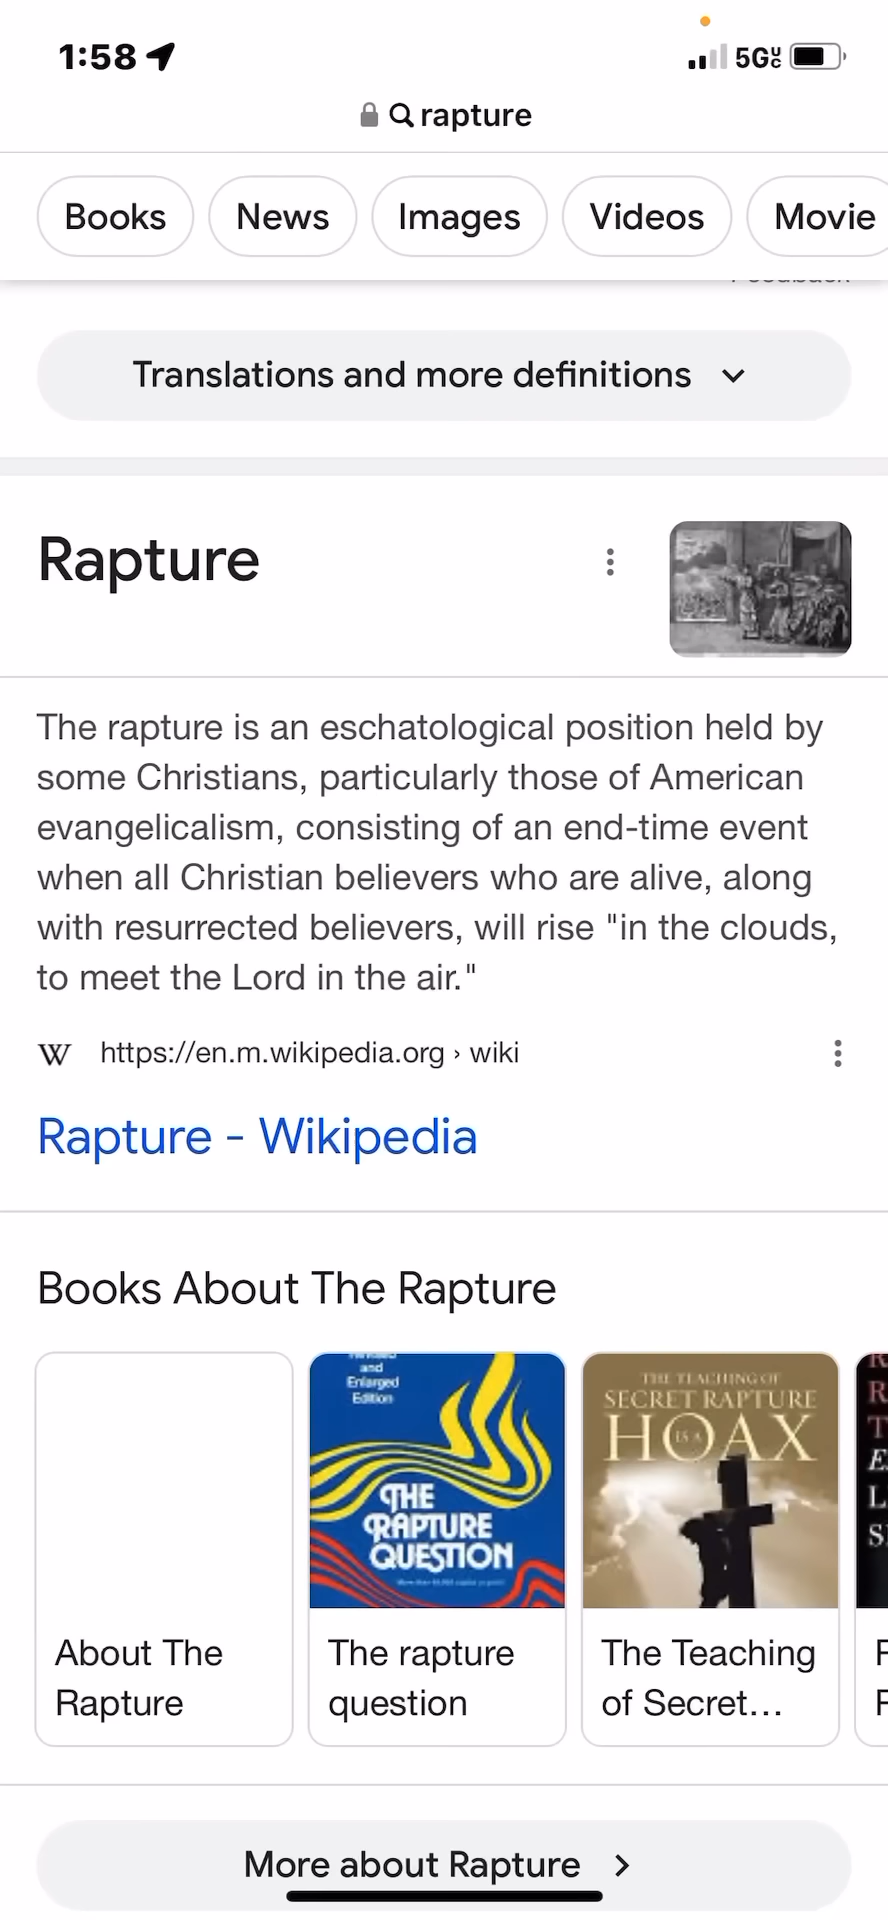 1:58
5G
rapture
Books
News
Images
Videos
Movie
Translations and more definitions
Rapture
The rapture is an eschatological position held by
some Christians, particularly those of American
evangelicalism, consisting of an end-time event
when all Christian believers who are alive, along
with resurrected believers, will rise "in the clouds,
to meet the Lord in the air."
W https://en.m.wikipedia.org › wiki
Rapture - Wikipedia
Books About The Rapture
and
Enlarged
Edition
THE
RAPTURE
QUESTION
THE TEACHING OF
SECRET RAPTURE
IS A
HOAX
About The
Rapture
The rapture
question
The Teaching
of Secret...
More about Rapture